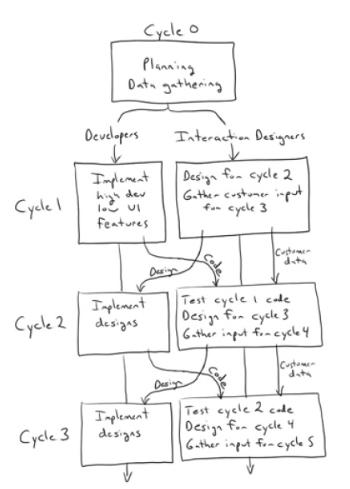 Cycle 0
Planning
Data gathering
Developers
Interaction Designers
Cycle 1
Implement
high dev
low UI
features
Design for cycle 2
Gather customer input
for cycle 3
Design
Code
Customer
data
Cycle 2
Implement
designs
Test cycle 1 code
Design for cycle 3
Gather input for cycle 4
Design
Code
Customer
data
Cycle 3
Implement
designs
Test cycle 2 code
Design for cycle 4
Gather input for cycle 5